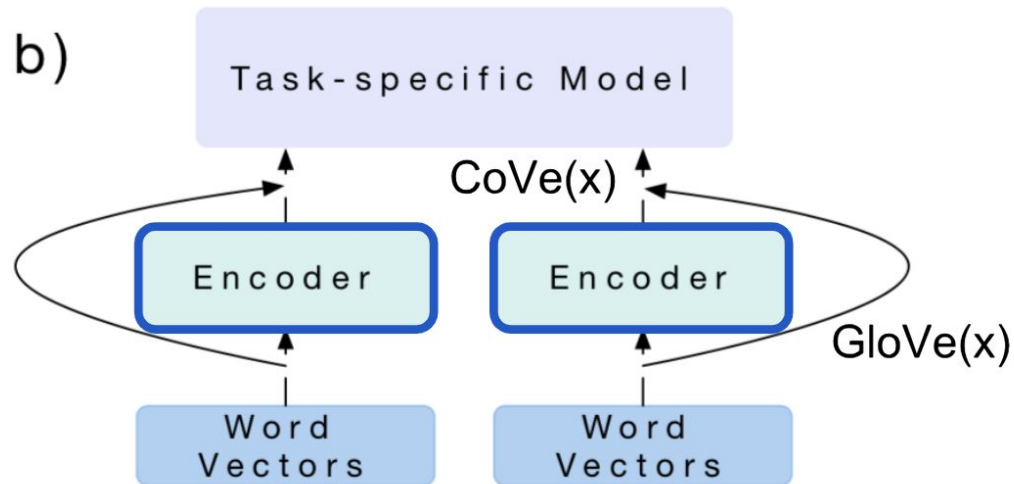 b)
Task-specific Model
CoVe(x)
Encoder
Encoder
GloVe(x)
Word
Vectors
Word
Vectors